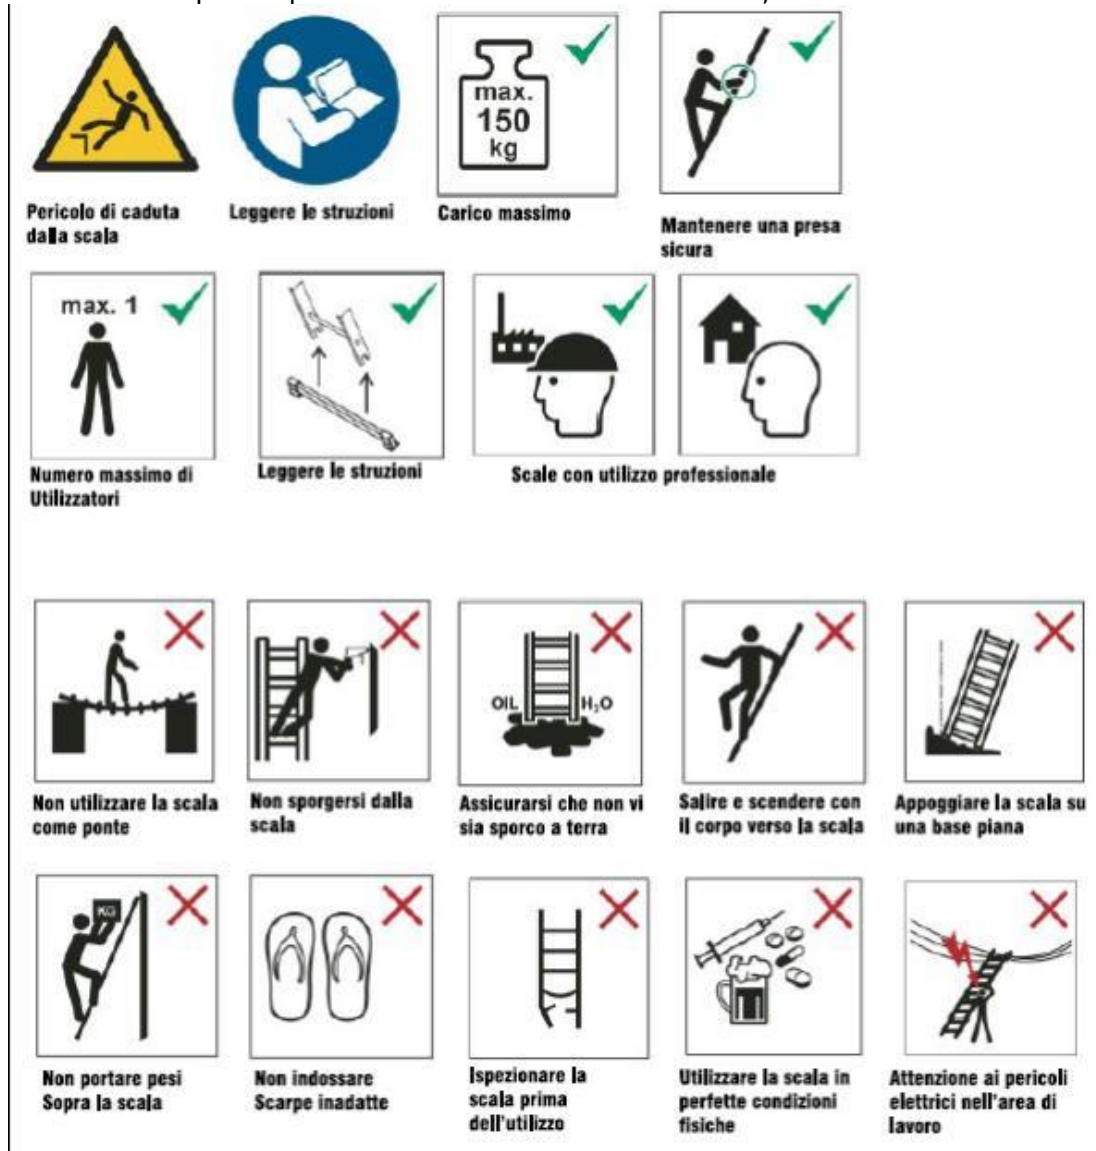 max.
150
kg
Pericolo di caduta
dalla scala
Leggere le struzioni
Carico massimo
Mantenere una presa
sicura
max. 1
Numero massimo di
Utilizzatori
Leggere le struzioni
Scale con utilizzo professionale
OIL H₂O
Non utilizzare la scala
come ponte
Non sporgersi dalla
scala
Assicurarsi che non vi
sia sporco a terra
Salire e scendere con
il corpo verso la scala
Appoggiare la scala su
una base piana
KG
Non portare pesi
Sopra la scala
Non indossare
Scarpe inadatte
Ispezionare la
scala prima
dell'utilizzo
Utilizzare la scala in
perfette condizioni
fisiche
Attenzione ai pericoli
elettrici nell'area di
lavoro